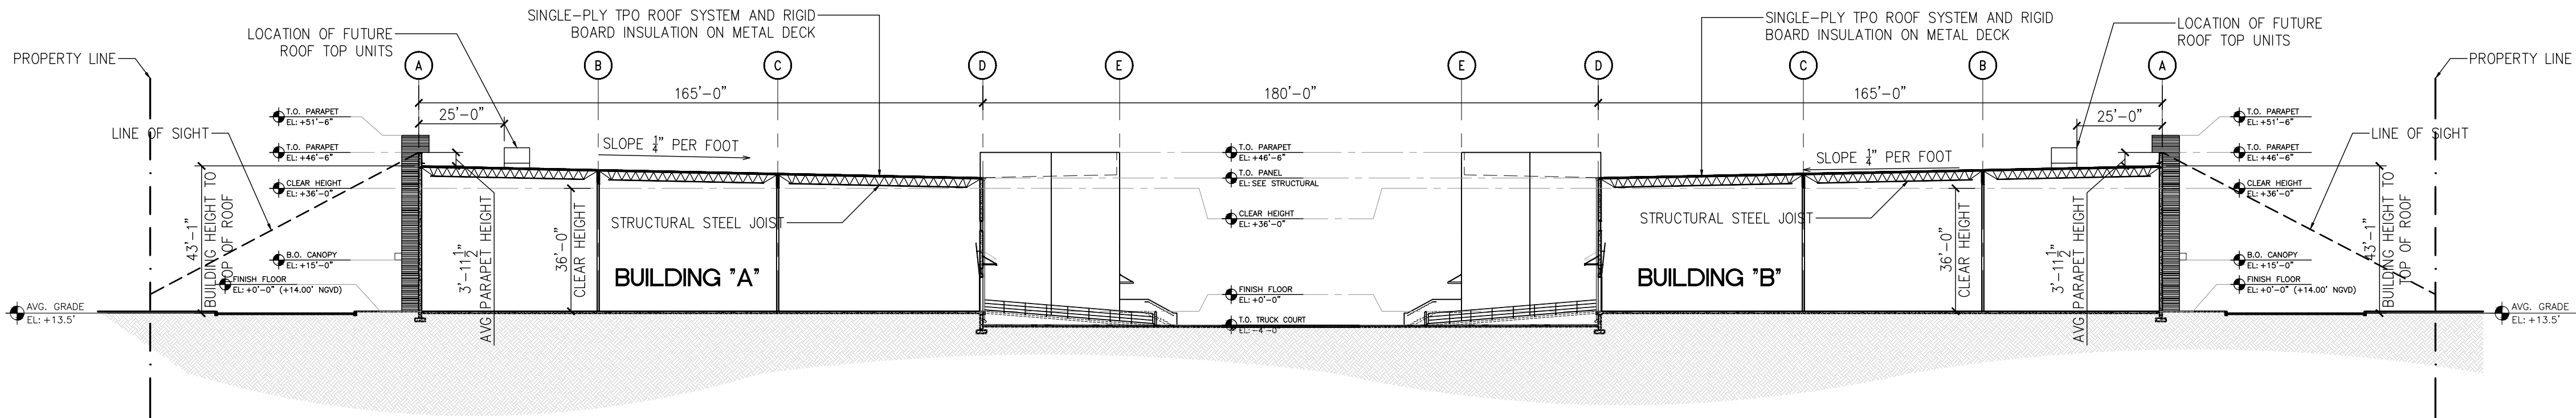 SINGLE-PLY TPO ROOF SYSTEM AND RIGID
BOARD INSULATION ON METAL DECK
SINGLE-PLY TPO ROOF SYSTEM AND RIGID
BOARD INSULATION ON METAL DECK
LOCATION OF FUTURE
ROOF TOP UNITS
LOCATION OF FUTURE
ROOF TOP UNITS
PROPERTY LINE
PROPERTY LINE
A
B
C
D
E
E
D
C
B
A
165'-0"
180'-0"
165'-0"
25'-0"
25'-0"
LINE OF SIGHT
T.O. PARAPET
EL: +51'-6"
T.O. PARAPET
EL: +46'-6"
CLEAR HEIGHT
EL: +36'-0"
B.O. CANOPY
EL: +15'-0"
FINISH FLOOR
EL: +0'-0" (+14.00' NGVD)
AVG. GRADE
EL: +13.5'
43'-1"
BUILDING HEIGHT TO
TOP OF ROOF
3'-11 1/2"
AVG PARAPET HEIGHT
SLOPE 1/4" PER FOOT
36'-0"
CLEAR HEIGHT
STRUCTURAL STEEL JOIST
BUILDING "A"
T.O. PARAPET
EL: +46'-6"
T.O. PANEL
EL: SEE STRUCTURAL
CLEAR HEIGHT
EL: +36'-0"
FINISH FLOOR
EL: +0'-0"
T.O. TRUCK COURT
EL: -4'-0"
SLOPE 1/4" PER FOOT
STRUCTURAL STEEL JOIST
BUILDING "B"
36'-0"
CLEAR HEIGHT
3'-11 1/2"
AVG PARAPET HEIGHT
T.O. PARAPET
EL: +51'-6"
T.O. PARAPET
EL: +46'-6"
CLEAR HEIGHT
EL: +36'-0"
B.O. CANOPY
EL: +15'-0"
FINISH FLOOR
EL: +0'-0" (+14.00' NGVD)
LINE OF SIGHT
43'-1"
BUILDING HEIGHT TO
TOP OF ROOF
AVG. GRADE
EL: +13.5'